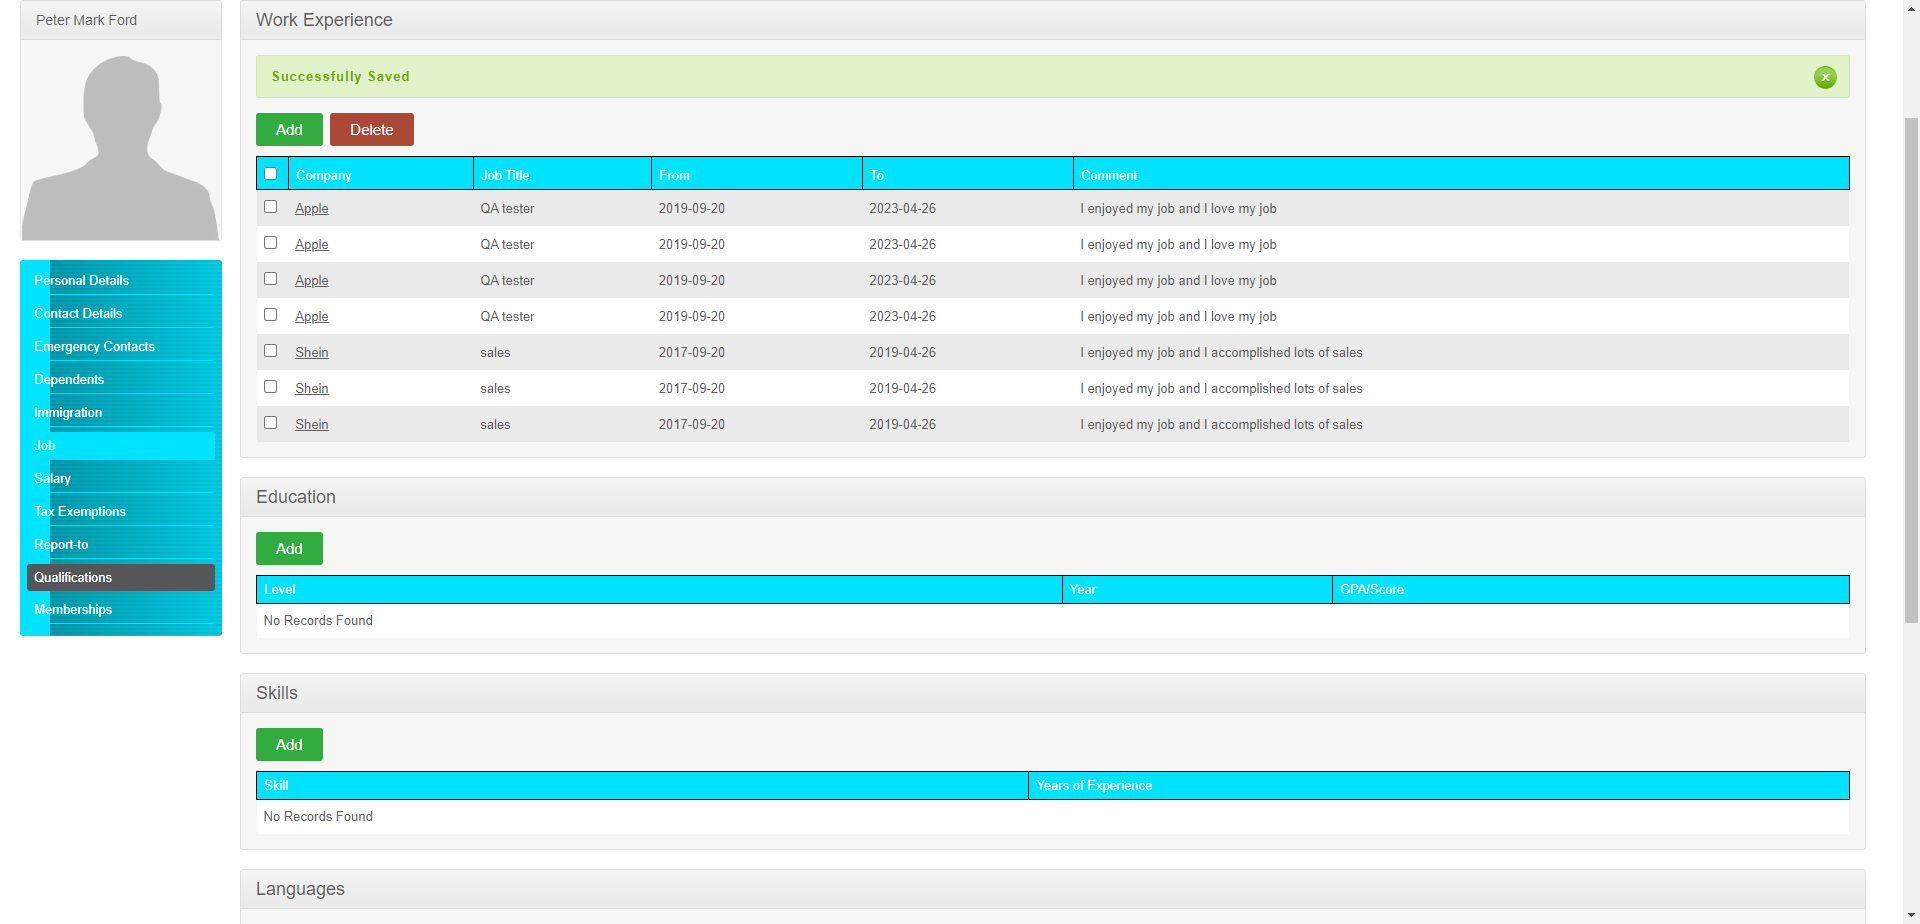 Peter Mark Ford
Personal Details
Contact Details
Emergency Contacts
Dependents
Immigration
Job
Salary
Tax Exemptions
Report-to
Qualifications
Memberships
Work Experience
Successfully Saved
x
Add Delete
Company Job Title From To Comment
Apple QA tester 2019-09-20 2023-04-26 I enjoyed my job and I love my job
Apple QA tester 2019-09-20 2023-04-26 I enjoyed my job and I love my job
Apple QA tester 2019-09-20 2023-04-26 I enjoyed my job and I love my job
Apple QA tester 2019-09-20 2023-04-26 I enjoyed my job and I love my job
Shein sales 2017-09-20 2019-04-26 I enjoyed my job and I accomplished lots of sales
Shein sales 2017-09-20 2019-04-26 I enjoyed my job and I accomplished lots of sales
Shein sales 2017-09-20 2019-04-26 I enjoyed my job and I accomplished lots of sales
Education
Add
Level Year GPA/Score
No Records Found
Skills
Add
Skill Years of Experience
No Records Found
Languages